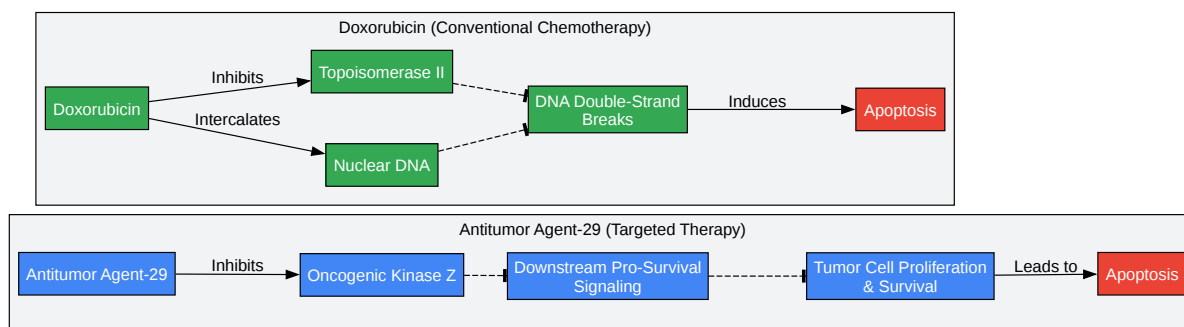 Doxorubicin (Conventional Chemotherapy)
Doxorubicin
Inhibits
Intercalates
Topoisomerase II
Nuclear DNA
DNA Double-Strand
Breaks
Induces
Apoptosis
Antitumor Agent-29 (Targeted Therapy)
Antitumor Agent-29
Inhibits
Oncogenic Kinase Z
Downstream Pro-Survival
Signaling
Tumor Cell Proliferation
& Survival
Leads to
Apoptosis